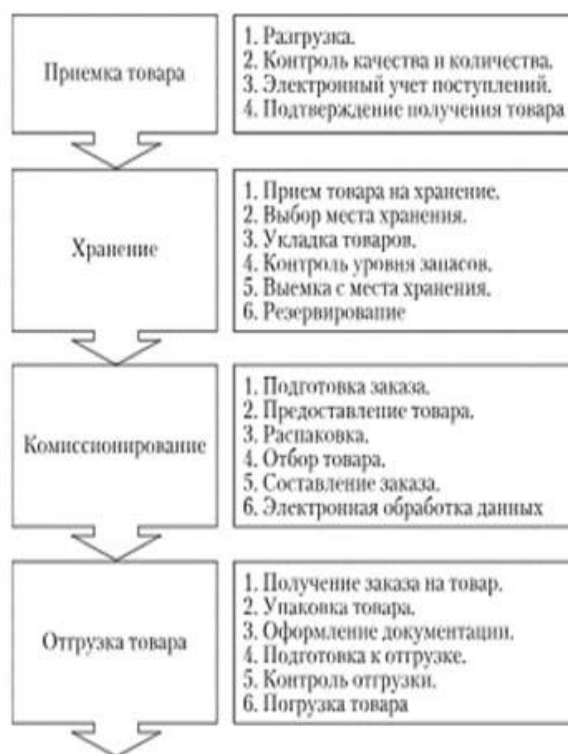 Приемка товара
1. Разгрузка.
2. Контроль качества и количества.
3. Электронный учет поступлений.
4. Подтверждение получения товара
Хранение
1. Прием товара на хранение.
2. Выбор места хранения.
3. Укладка товаров.
4. Контроль уровня запасов.
5. Выемка с места хранения.
6. Резервирование
Комиссионирование
1. Подготовка заказа.
2. Предоставление товара.
3. Распаковка.
4. Отбор товара.
5. Составление заказа.
6. Электронная обработка данных
Отгрузка товара
1. Получение заказа на товар.
2. Упаковка товара.
3. Оформление документации.
4. Подготовка к отгрузке.
5. Контроль отгрузки.
6. Погрузка товара